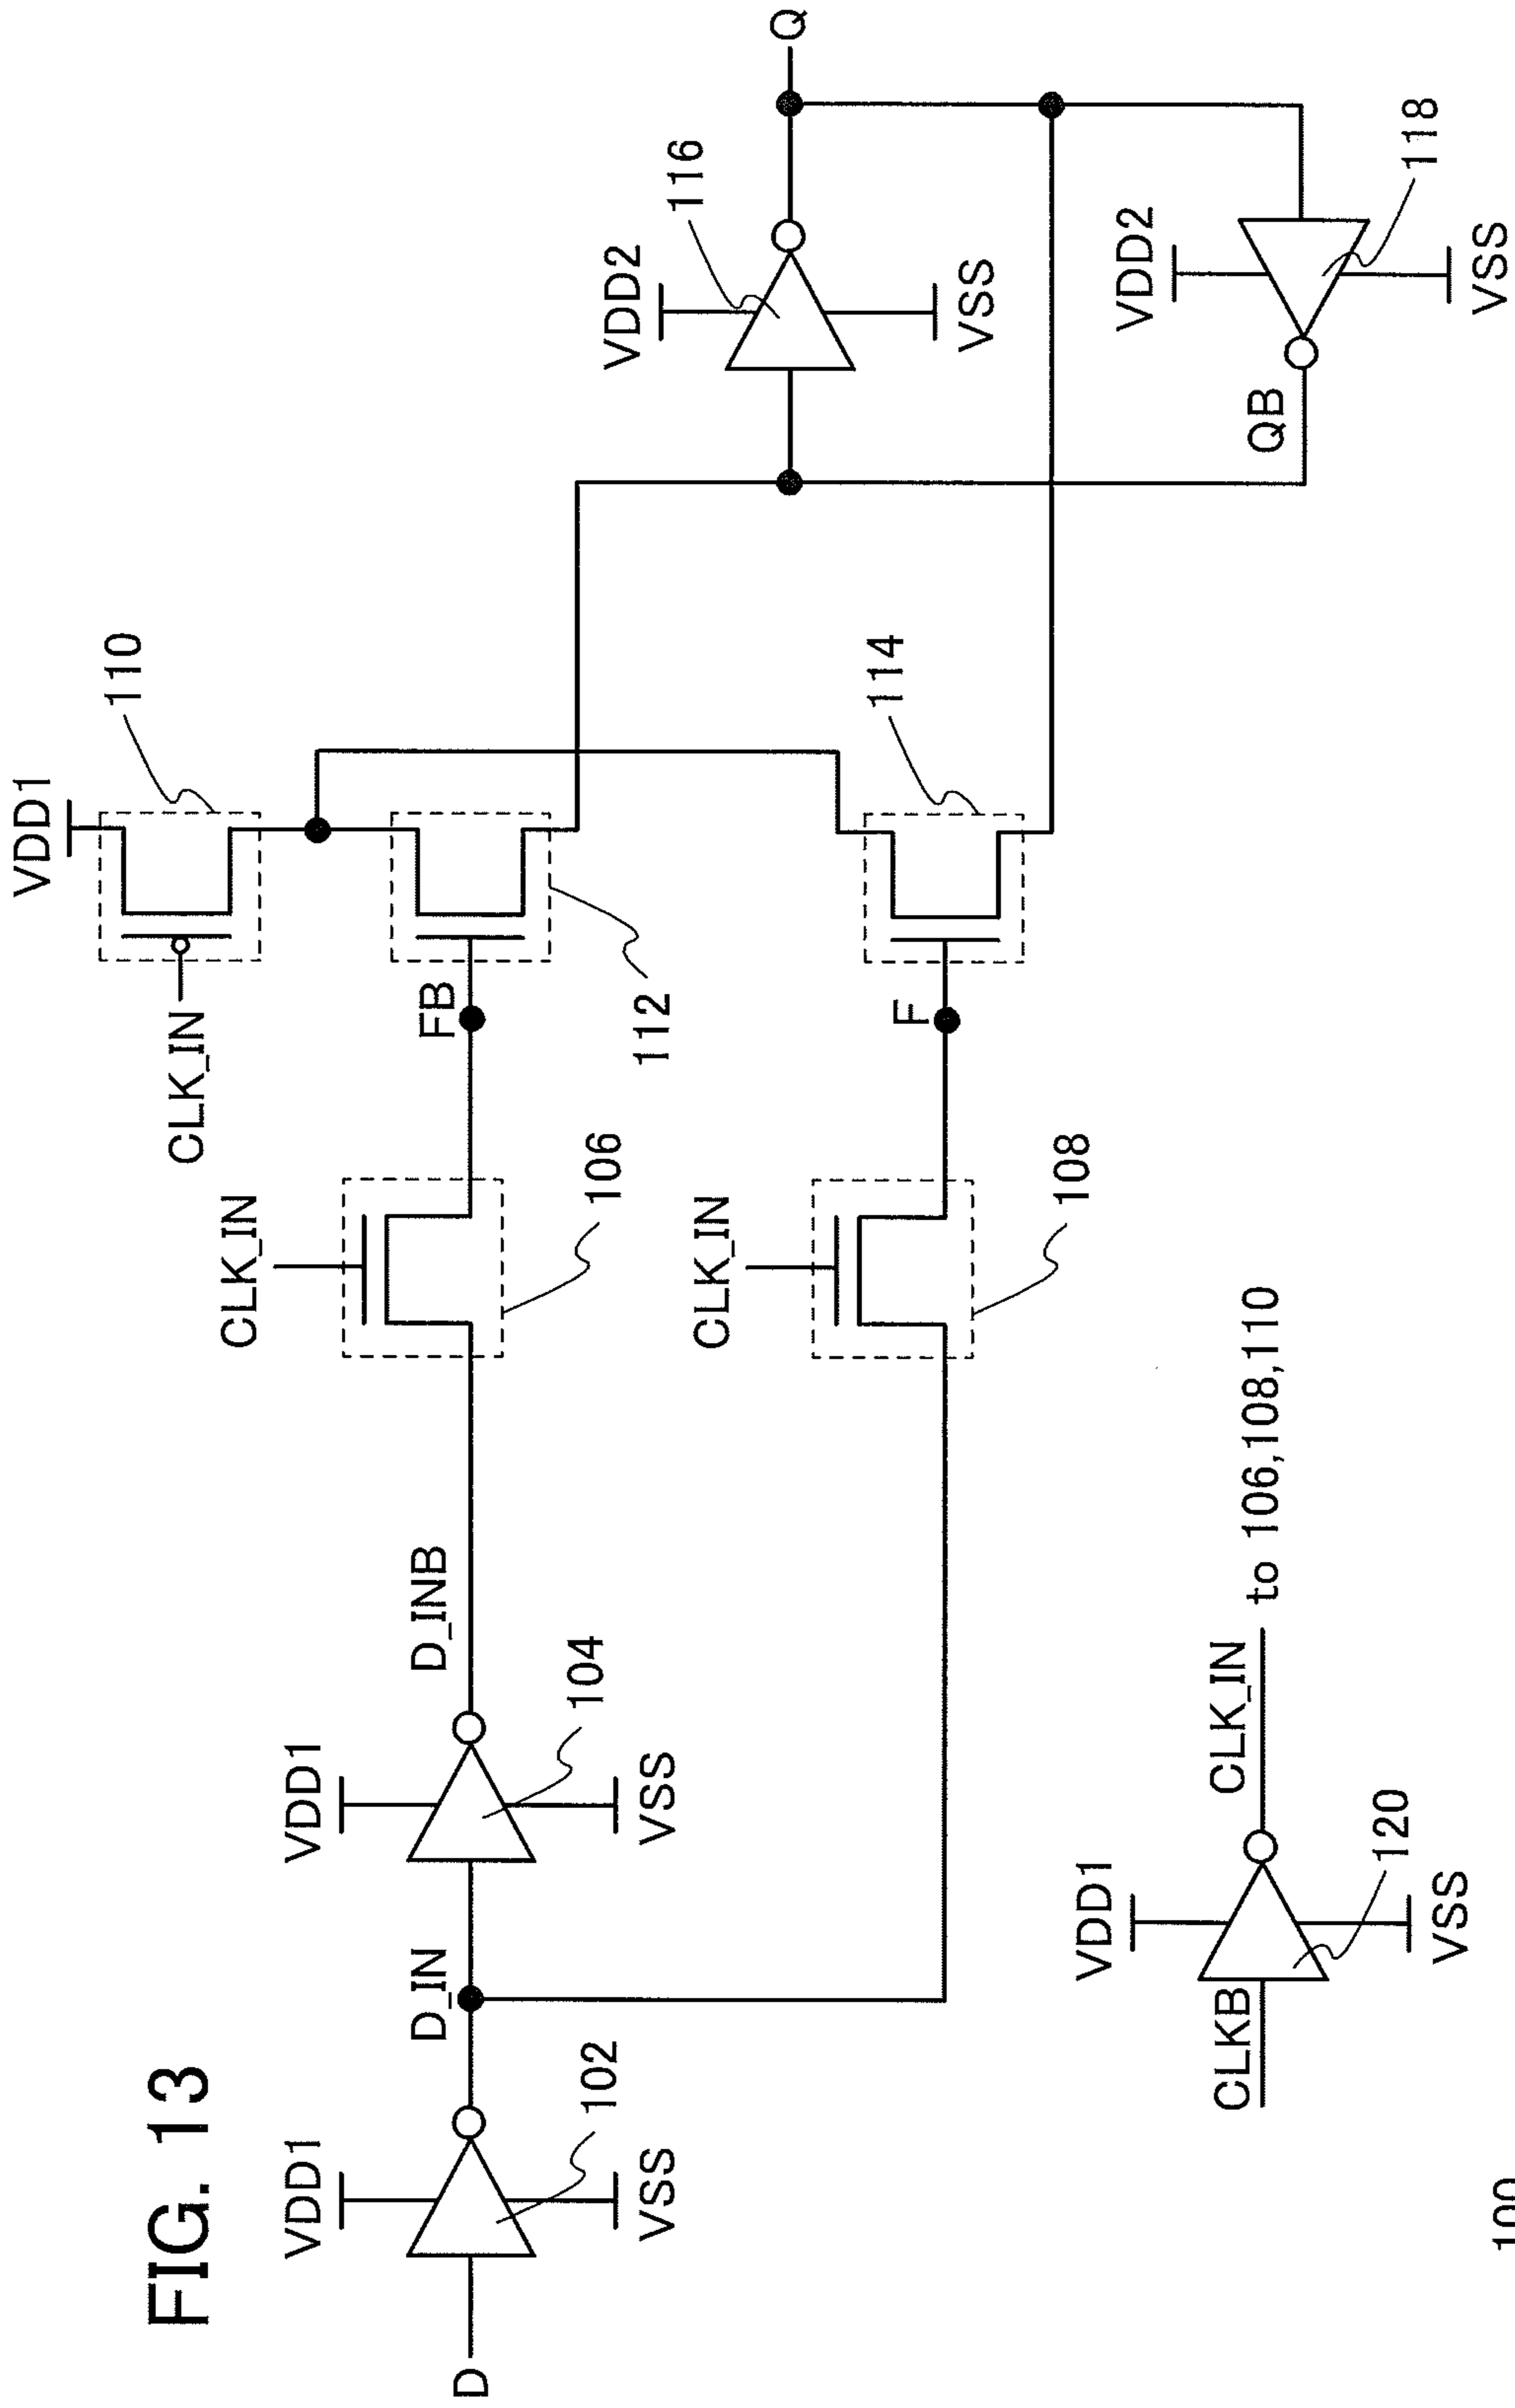 FIG. 13
VDD1
110
CLK_IN
VDD1
VDD1
D_INB
CLK_IN
FB
112
VDD2
116
D
D_IN
104
106
Q
102
VSS
VSS
CLK_IN
F
114
VSS
108
VDD1
VDD2
118
CLKB
CLK_IN
to 106,108,110
QB
120
VSS
VSS
100